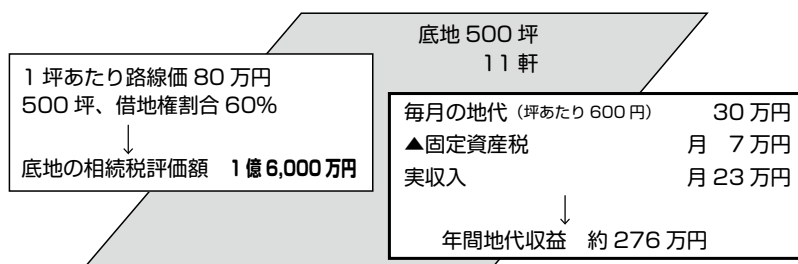 底地 500 坪
11 軒
1 坪あたり路線価 80 万円
500 坪、借地権割合 60%
↓
底地の相続税評価額 1億6,000万円
毎月の地代（坪あたり 600 円） 30 万円
▲固定資産税 月 7 万円
実収入 月 23 万円
↓
年間地代収益 約 276 万円